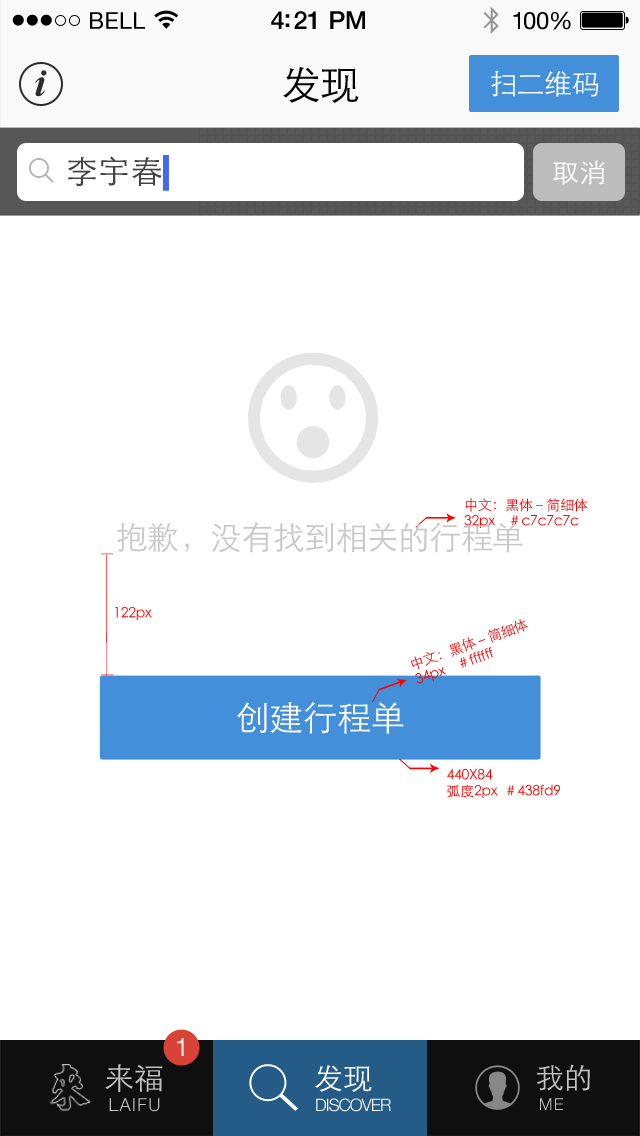 BELL 4:21 PM 100%
i 发现 扫二维码
李宇春 取消
中文：黑体 – 简细体
32px #c7c7c7c
抱歉，没有找到相关的行程单
122px
中文：黑体 – 简细体
34px #ffffff
创建行程单
440X84
弧度2px #438fd9
1
来福
LAIFU
发现
DISCOVER
我的
ME